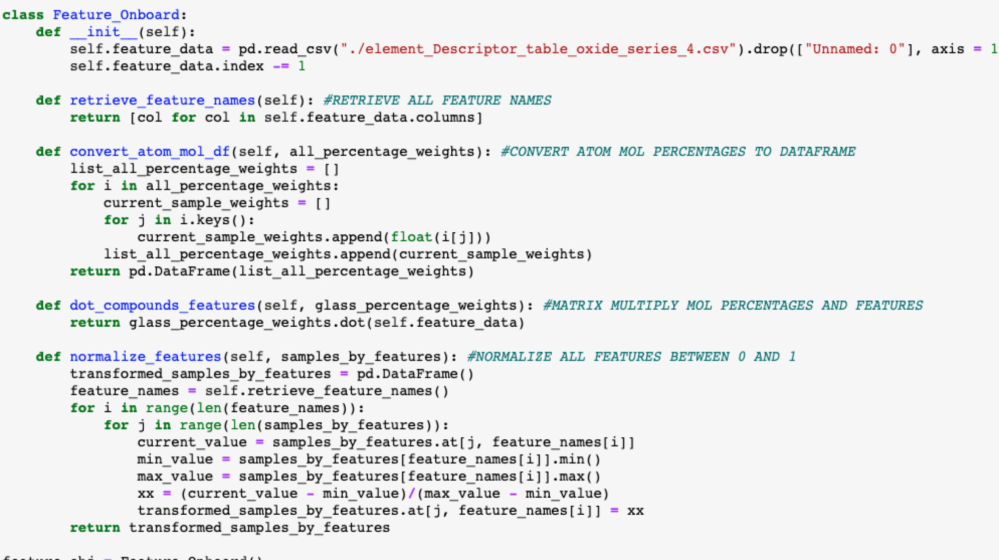 class Feature_Onboard:
    def __init__(self):
        self.feature_data = pd.read_csv("./element_Descriptor_table_oxide_series_4.csv").drop(["Unnamed: 0"], axis = 1
        self.feature_data.index -= 1
    def retrieve_feature_names(self): #RETRIEVE ALL FEATURE NAMES
        return [col for col in self.feature_data.columns]
    def convert_atom_mol_df(self, all_percentage_weights): #CONVERT ATOM MOL PERCENTAGES TO DATAFRAME
        list_all_percentage_weights = []
        for i in all_percentage_weights:
            current_sample_weights = []
            for j in i.keys():
                current_sample_weights.append(float(i[j]))
            list_all_percentage_weights.append(current_sample_weights)
        return pd.DataFrame(list_all_percentage_weights)
    def dot_compounds_features(self, glass_percentage_weights): #MATRIX MULTIPLY MOL PERCENTAGES AND FEATURES
        return glass_percentage_weights.dot(self.feature_data)
    def normalize_features(self, samples_by_features): #NORMALIZE ALL FEATURES BETWEEN 0 AND 1
        transformed_samples_by_features = pd.DataFrame()
        feature_names = self.retrieve_feature_names()
        for i in range(len(feature_names)):
            for j in range(len(samples_by_features)):
                current_value = samples_by_features.at[j, feature_names[i]]
                min_value = samples_by_features[feature_names[i]].min()
                max_value = samples_by_features[feature_names[i]].max()
                xx = (current_value - min_value)/(max_value - min_value)
                transformed_samples_by_features.at[j, feature_names[i]] = xx
        return transformed_samples_by_features